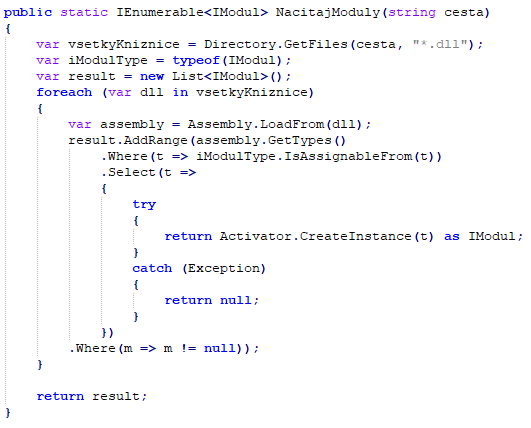 public static IEnumerable<IModul> NacitajModuly(string cesta)
{
    var vsetkyKniznice = Directory.GetFiles(cesta, "*.dll");
    var iModulType = typeof(IModul);
    var result = new List<IModul>();
    foreach (var dll in vsetkyKniznice)
    {
        var assembly = Assembly.LoadFrom(dll);
        result.AddRange(assembly.GetTypes()
            .Where(t => iModulType.IsAssignableFrom(t))
            .Select(t =>
            {
                try
                {
                    return Activator.CreateInstance(t) as IModul;
                }
                catch (Exception)
                {
                    return null;
                }
            })
        .Where(m => m != null));
    }

    return result;
}